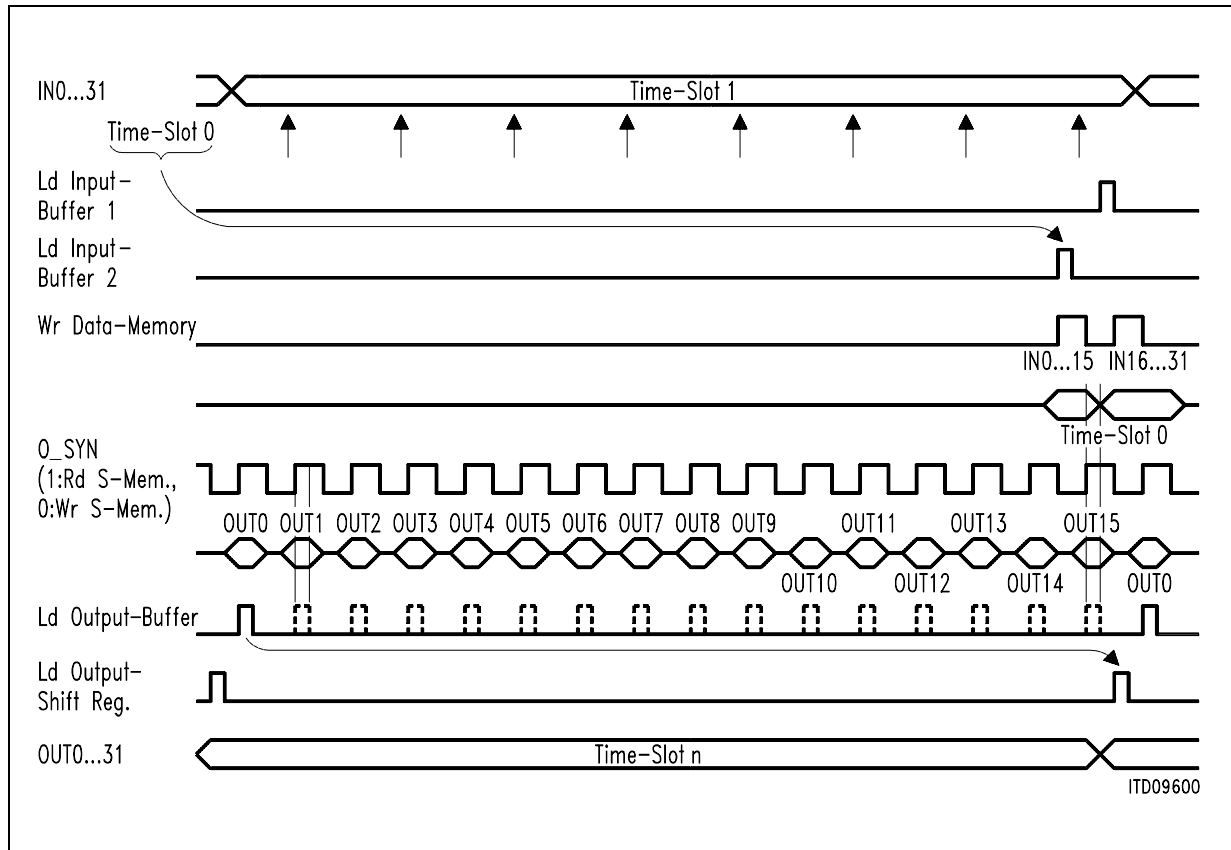 IN0...31
Time-Slot 1
Time-Slot 0
Ld Input-
Buffer 1
Ld Input-
Buffer 2
Wr Data-Memory
IN0...15 IN16...31
Time-Slot 0
O_SYN
(1:Rd S-Mem.,
0:Wr S-Mem.)
OUT0 OUT1 OUT2 OUT3 OUT4 OUT5 OUT6 OUT7 OUT8 OUT9 OUT11 OUT13 OUT15
OUT10 OUT12 OUT14 OUT0
Ld Output-Buffer
Ld Output-
Shift Reg.
OUT0...31
Time-Slot n
ITD09600